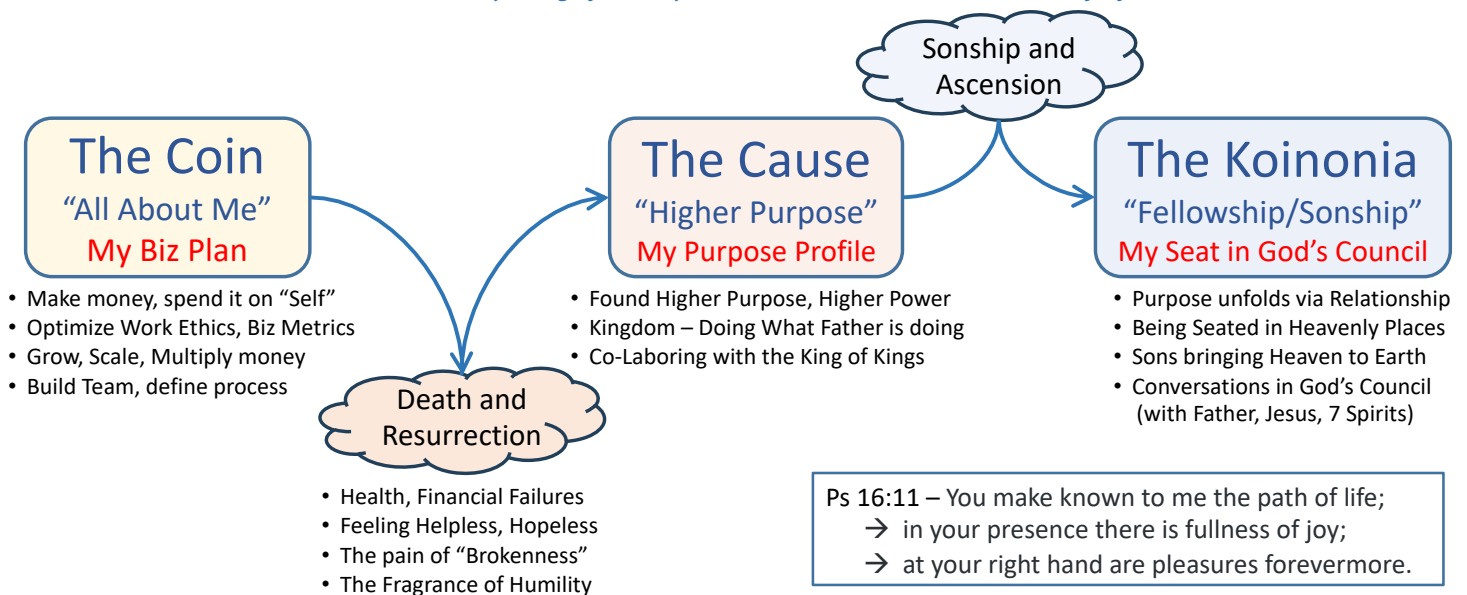 Sonship and
Ascension
The Coin
“All About Me”
My Biz Plan
The Cause
“Higher Purpose”
My Purpose Profile
The Koinonia
“Fellowship/Sonship”
My Seat in God’s Council
• Make money, spend it on “Self”
• Optimize Work Ethics, Biz Metrics
• Grow, Scale, Multiply money
• Build Team, define process
• Found Higher Purpose, Higher Power
• Kingdom – Doing What Father is doing
• Co-Laboring with the King of Kings
• Purpose unfolds via Relationship
• Being Seated in Heavenly Places
• Sons bringing Heaven to Earth
• Conversations in God’s Council
(with Father, Jesus, 7 Spirits)
Death and
Resurrection
• Health, Financial Failures
• Feeling Helpless, Hopeless
• The pain of “Brokenness”
• The Fragrance of Humility
Ps 16:11 – You make known to me the path of life;
→ in your presence there is fullness of joy;
→ at your right hand are pleasures forevermore.